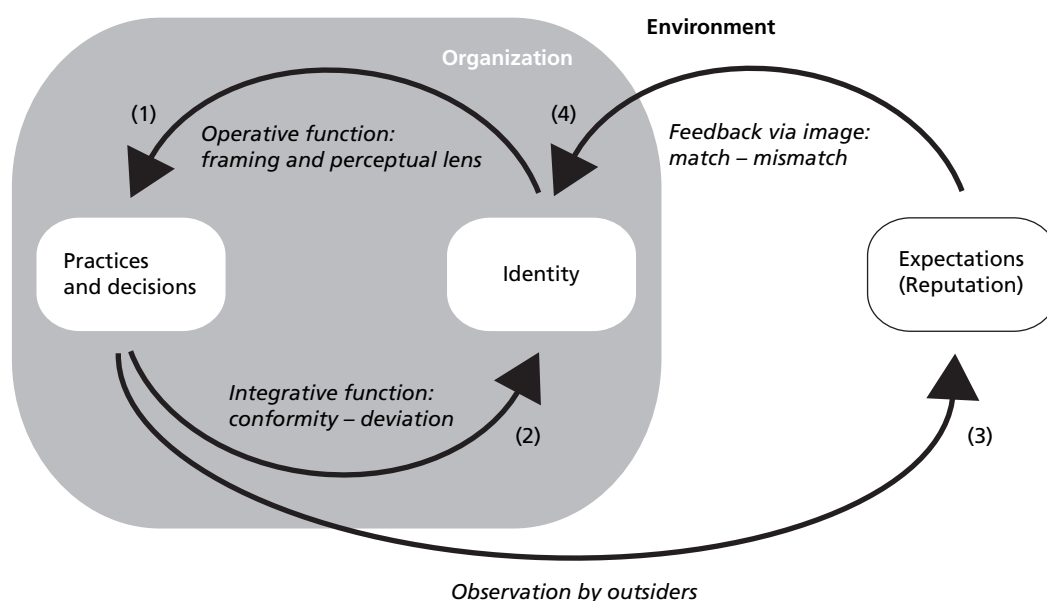 Environment
Organization
(1)
Operative function:
framing and perceptual lens
(4)
Feedback via image:
match – mismatch
Practices
and decisions
Identity
Expectations
(Reputation)
Integrative function:
conformity – deviation
(2)
(3)
Observation by outsiders